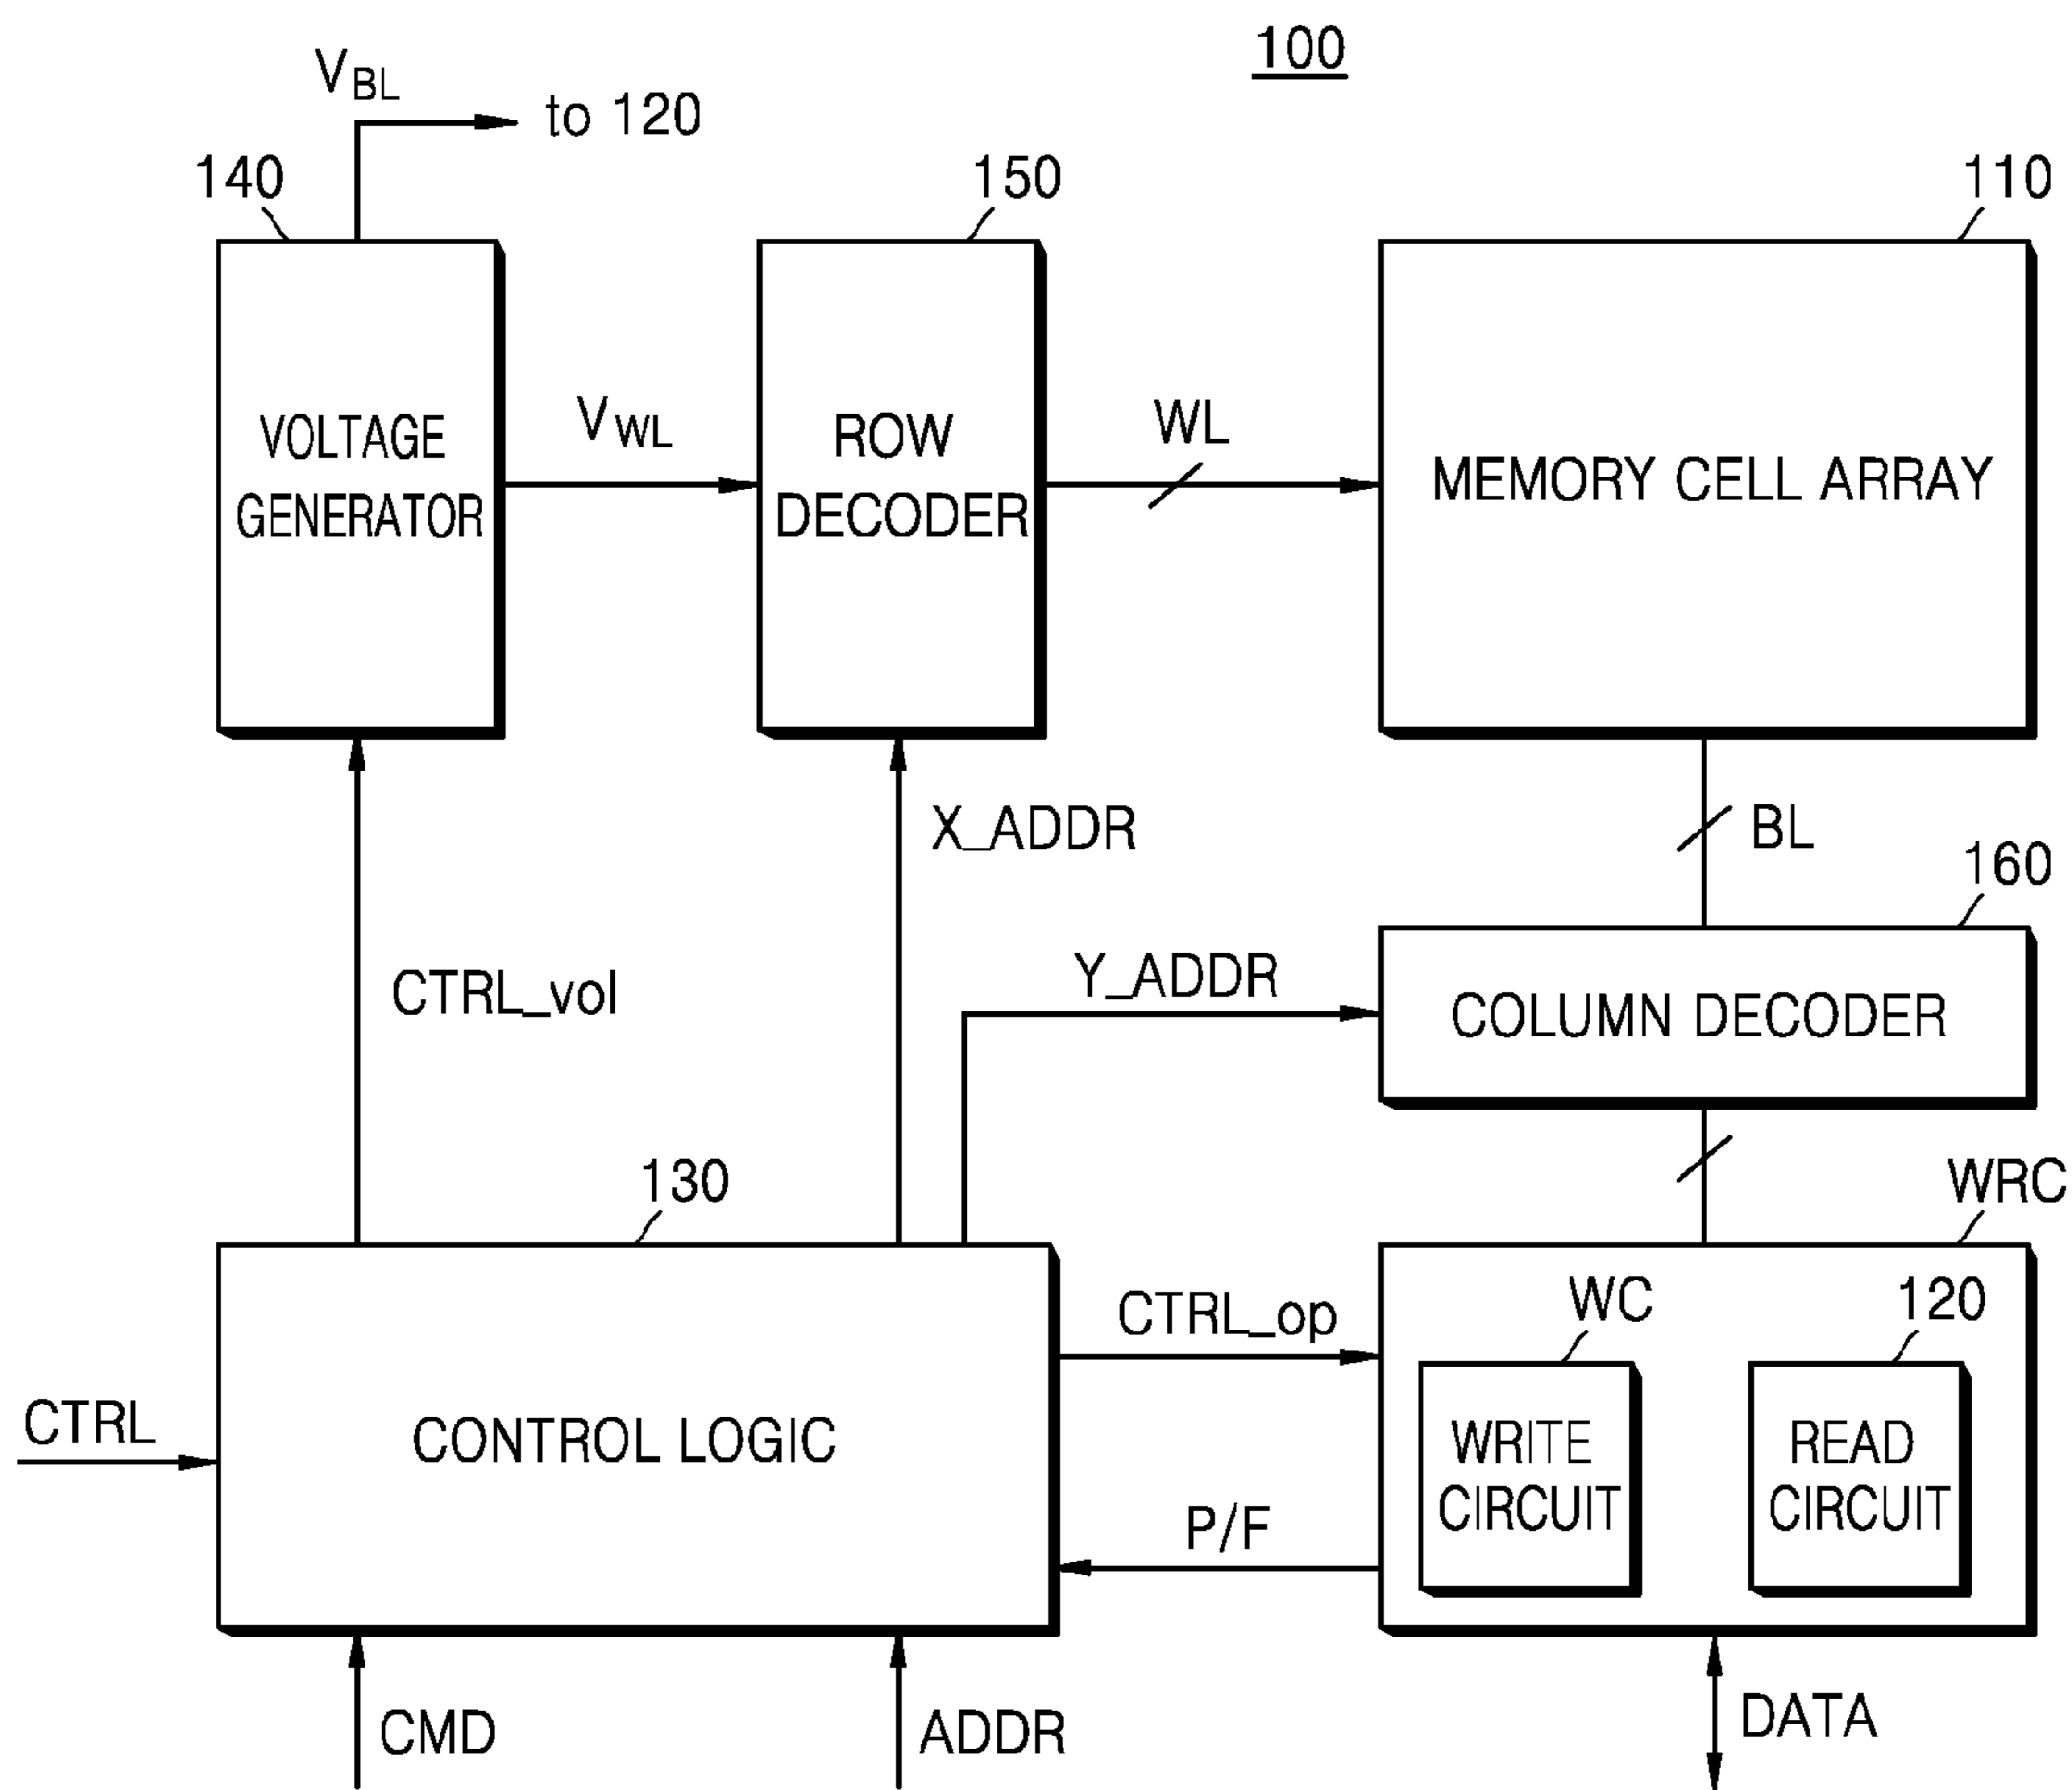 100
VBL
to 120
140
150
110
VOLTAGE
GENERATOR
VWL
ROW
DECODER
WL
MEMORY CELL ARRAY
X_ADDR
BL
160
CTRL_vol
Y_ADDR
COLUMN DECODER
130
WRC
CTRL_op
WC
120
CTRL
CONTROL LOGIC
WRITE
CIRCUIT
READ
CIRCUIT
P/F
CMD
ADDR
DATA